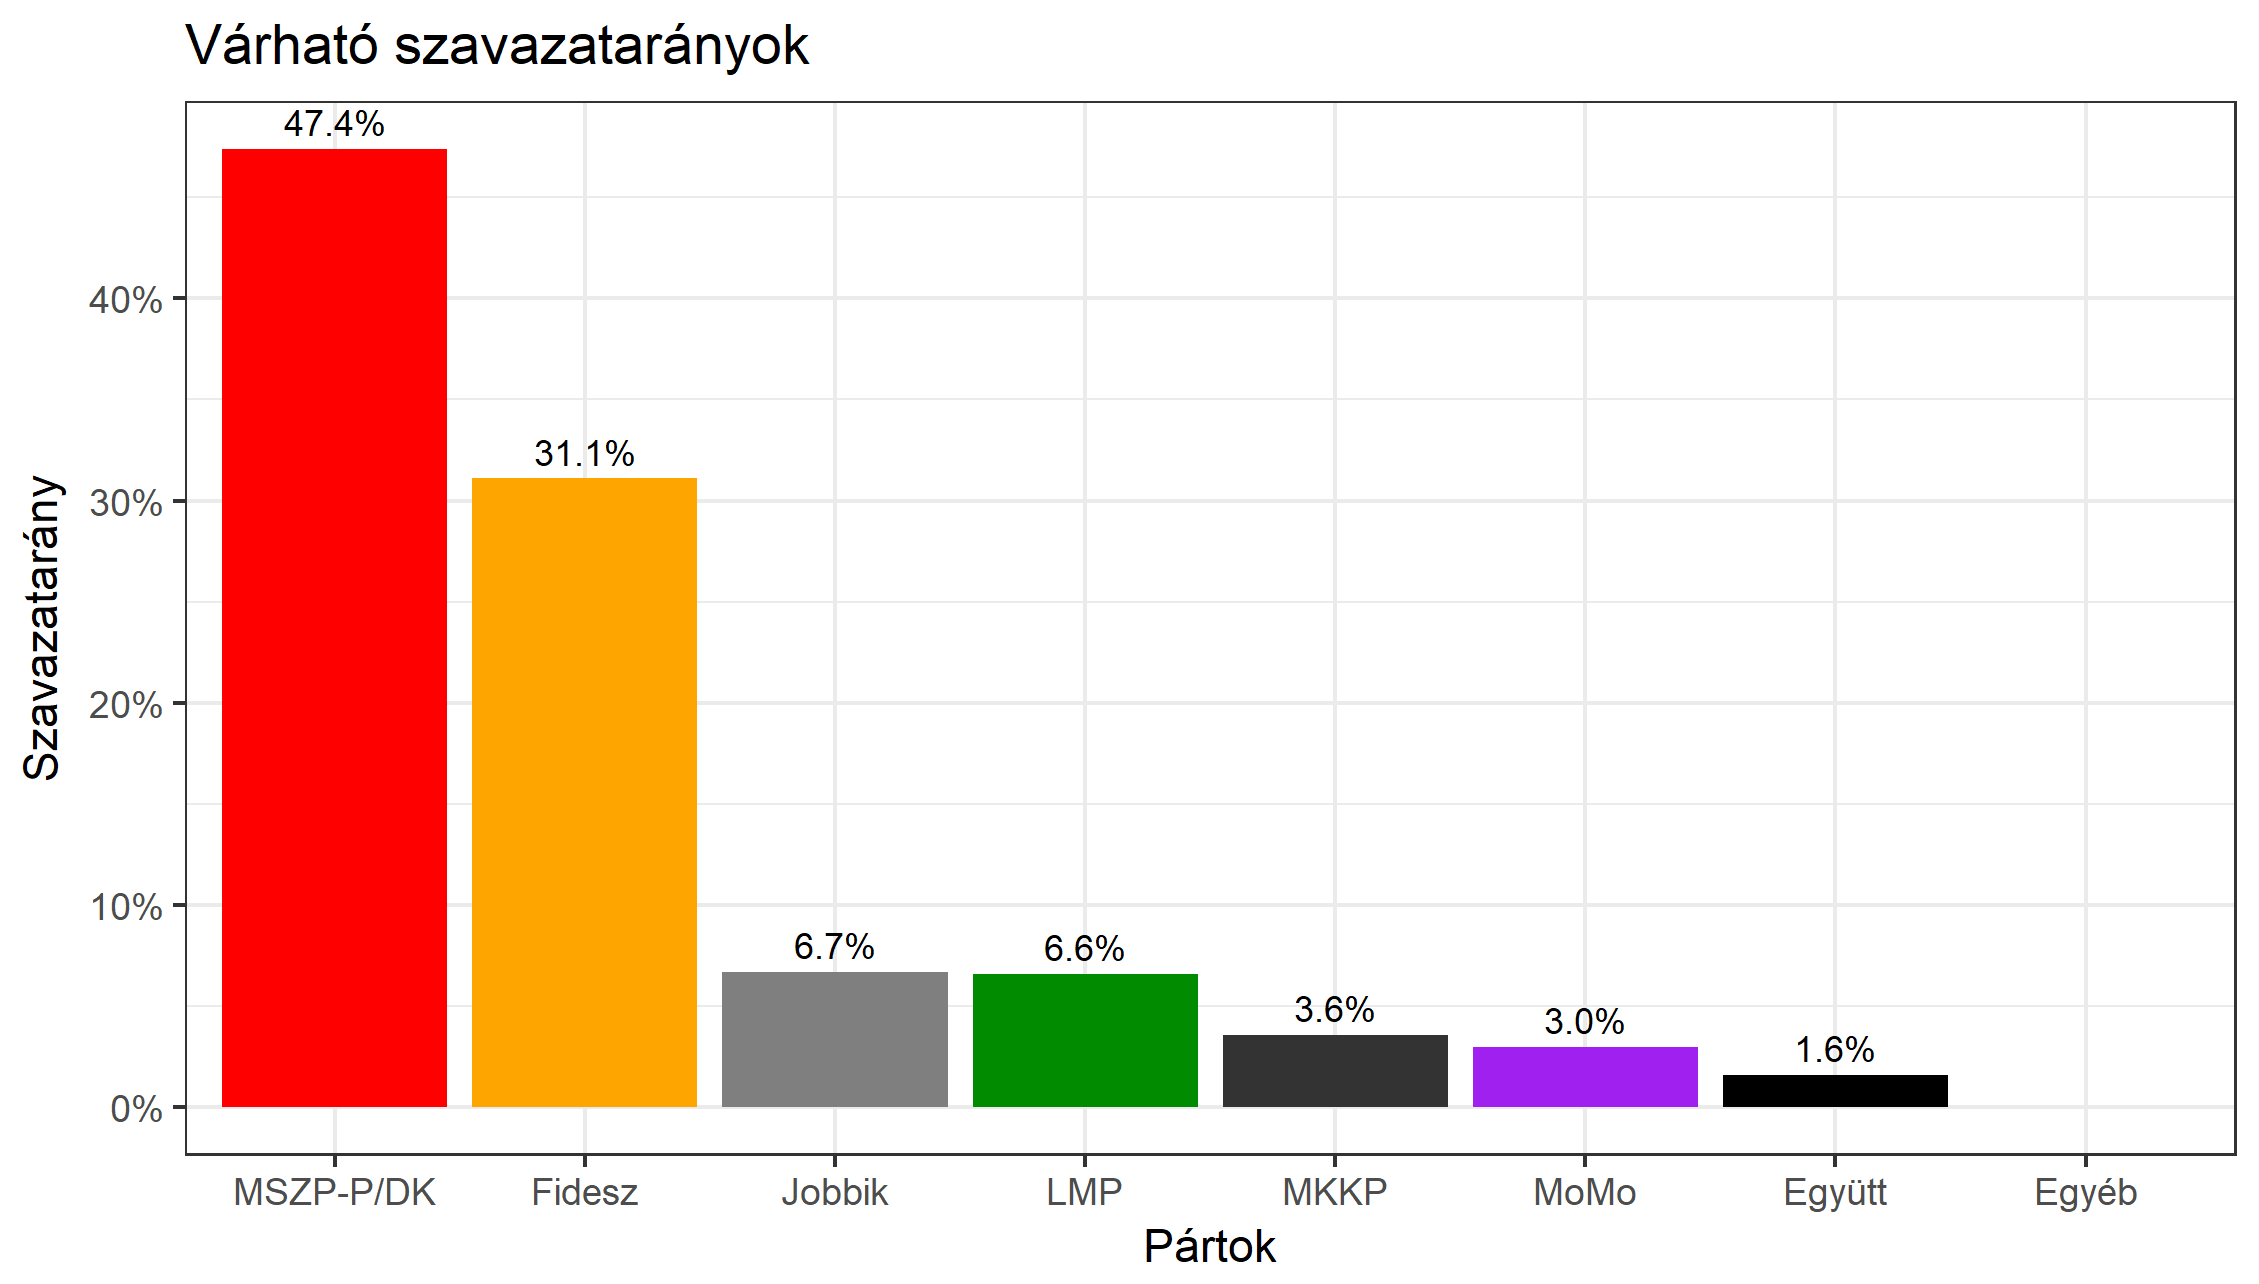 Várható szavazatarányok
47.4%
31.1%
6.7%
6.6%
3.6%
3.0%
1.6%
40%
30%
20%
10%
0%
Szavazatarány
MSZP-P/DK
Fidesz
Jobbik
LMP
MKKP
MoMo
Együtt
Egyéb
Pártok